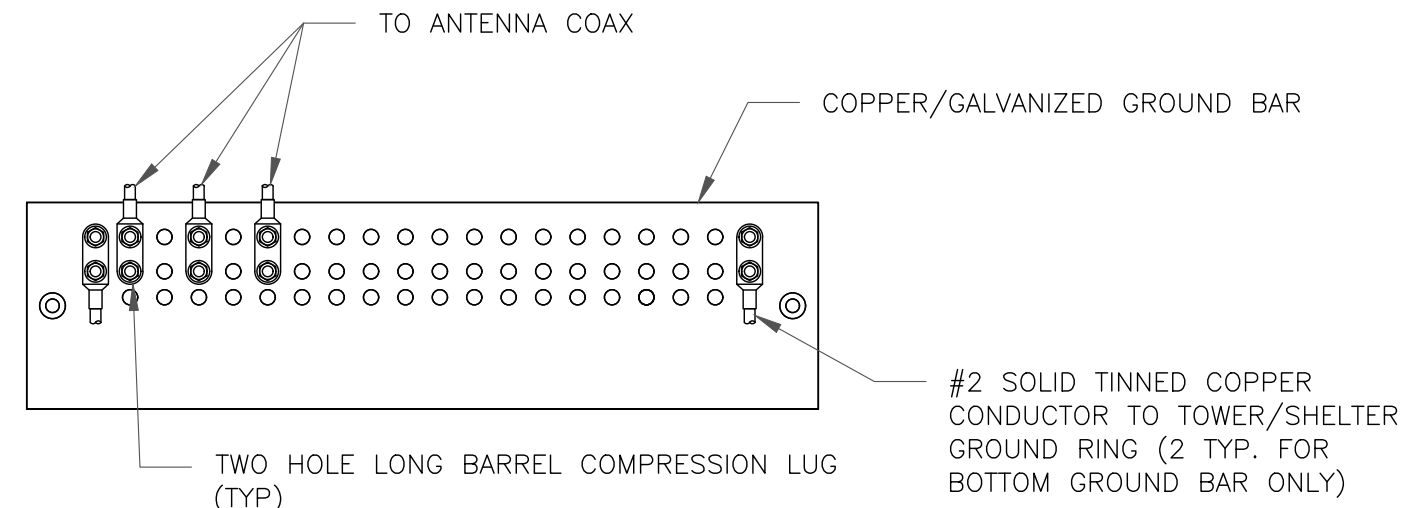 TO ANTENNA COAX
COPPER/GALVANIZED GROUND BAR
#2 SOLID TINNED COPPER
CONDUCTOR TO TOWER/SHELTER
GROUND RING (2 TYP. FOR
BOTTOM GROUND BAR ONLY)
TWO HOLE LONG BARREL COMPRESSION LUG
(TYP)